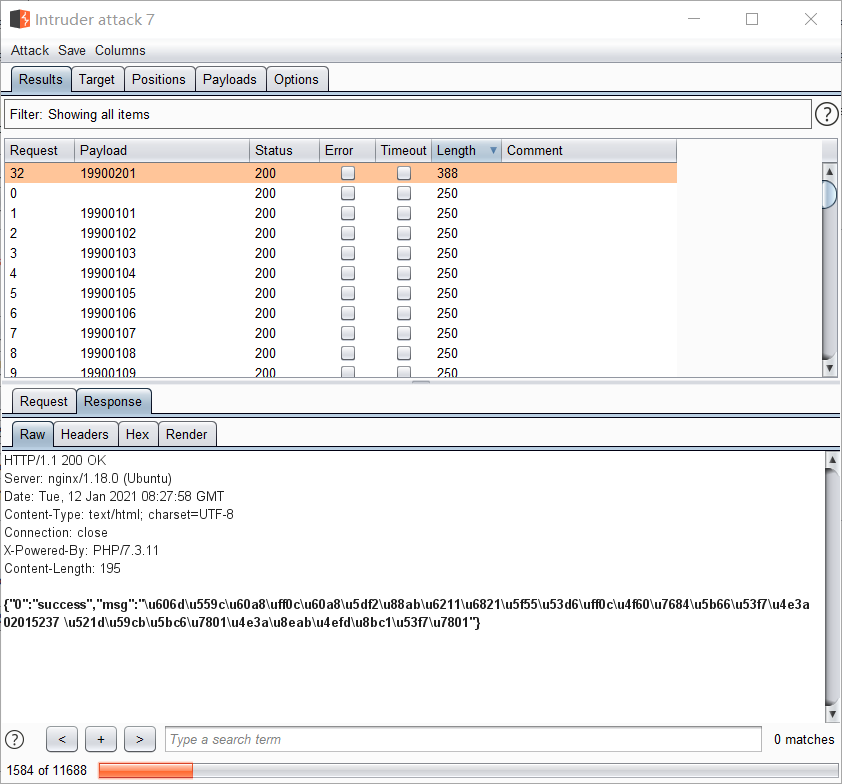 Intruder attack 7
Attack Save Columns
Results Target Positions Payloads Options
Filter: Showing all items
?
Request Payload Status Error Timeout Length Comment
32 19900201 200 388
0 200 250
1 19900101 200 250
2 19900102 200 250
3 19900103 200 250
4 19900104 200 250
5 19900105 200 250
6 19900106 200 250
7 19900107 200 250
8 19900108 200 250
9 19900109 200 250
Request Response
Raw Headers Hex Render
HTTP/1.1 200 OK
Server: nginx/1.18.0 (Ubuntu)
Date: Tue, 12 Jan 2021 08:27:58 GMT
Content-Type: text/html; charset=UTF-8
Connection: close
X-Powered-By: PHP/7.3.11
Content-Length: 195
{"0":"success","msg":"\u606d\u559c\u60a8\uff0c\u60a8\u5df2\u88ab\u6211\u6821\u5f55\u53d6\uff0c\u4f60\u7684\u5b66\u53f7\u4e3a
02015237 \u521d\u59cb\u5bc6\u7801\u4e3a\u8eab\u4efd\u8bc1\u53f7\u7801"}
? < + > Type a search term 0 matches
1584 of 11688